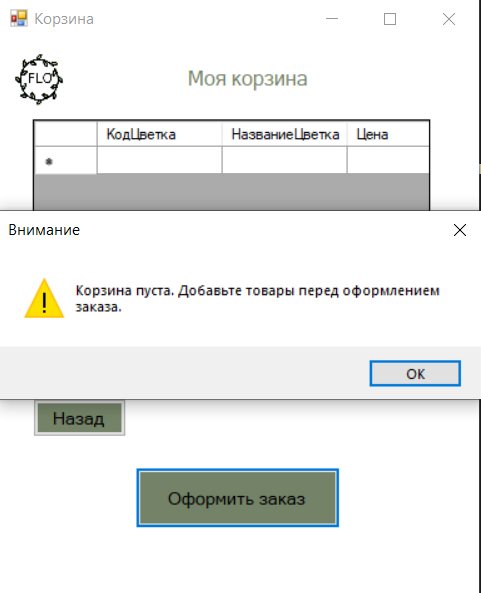 Корзина
FLO
Моя корзина
КодЦветка НазваниеЦветка Цена
Внимание
Корзина пуста. Добавьте товары перед оформлением
заказа.
OK
Назад
Оформить заказ